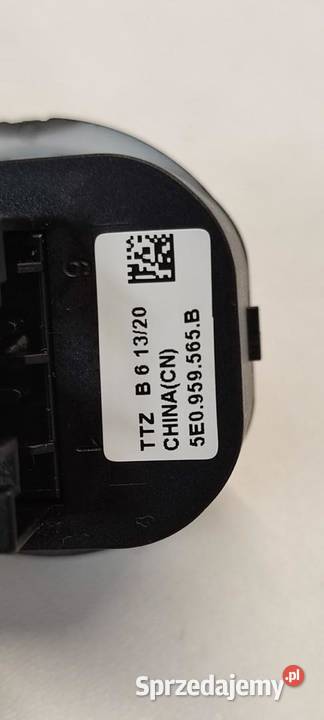 TTZ B 6 13/20
CHINA(CN)
5E0.959.565.B
Sprzedajemy.pl